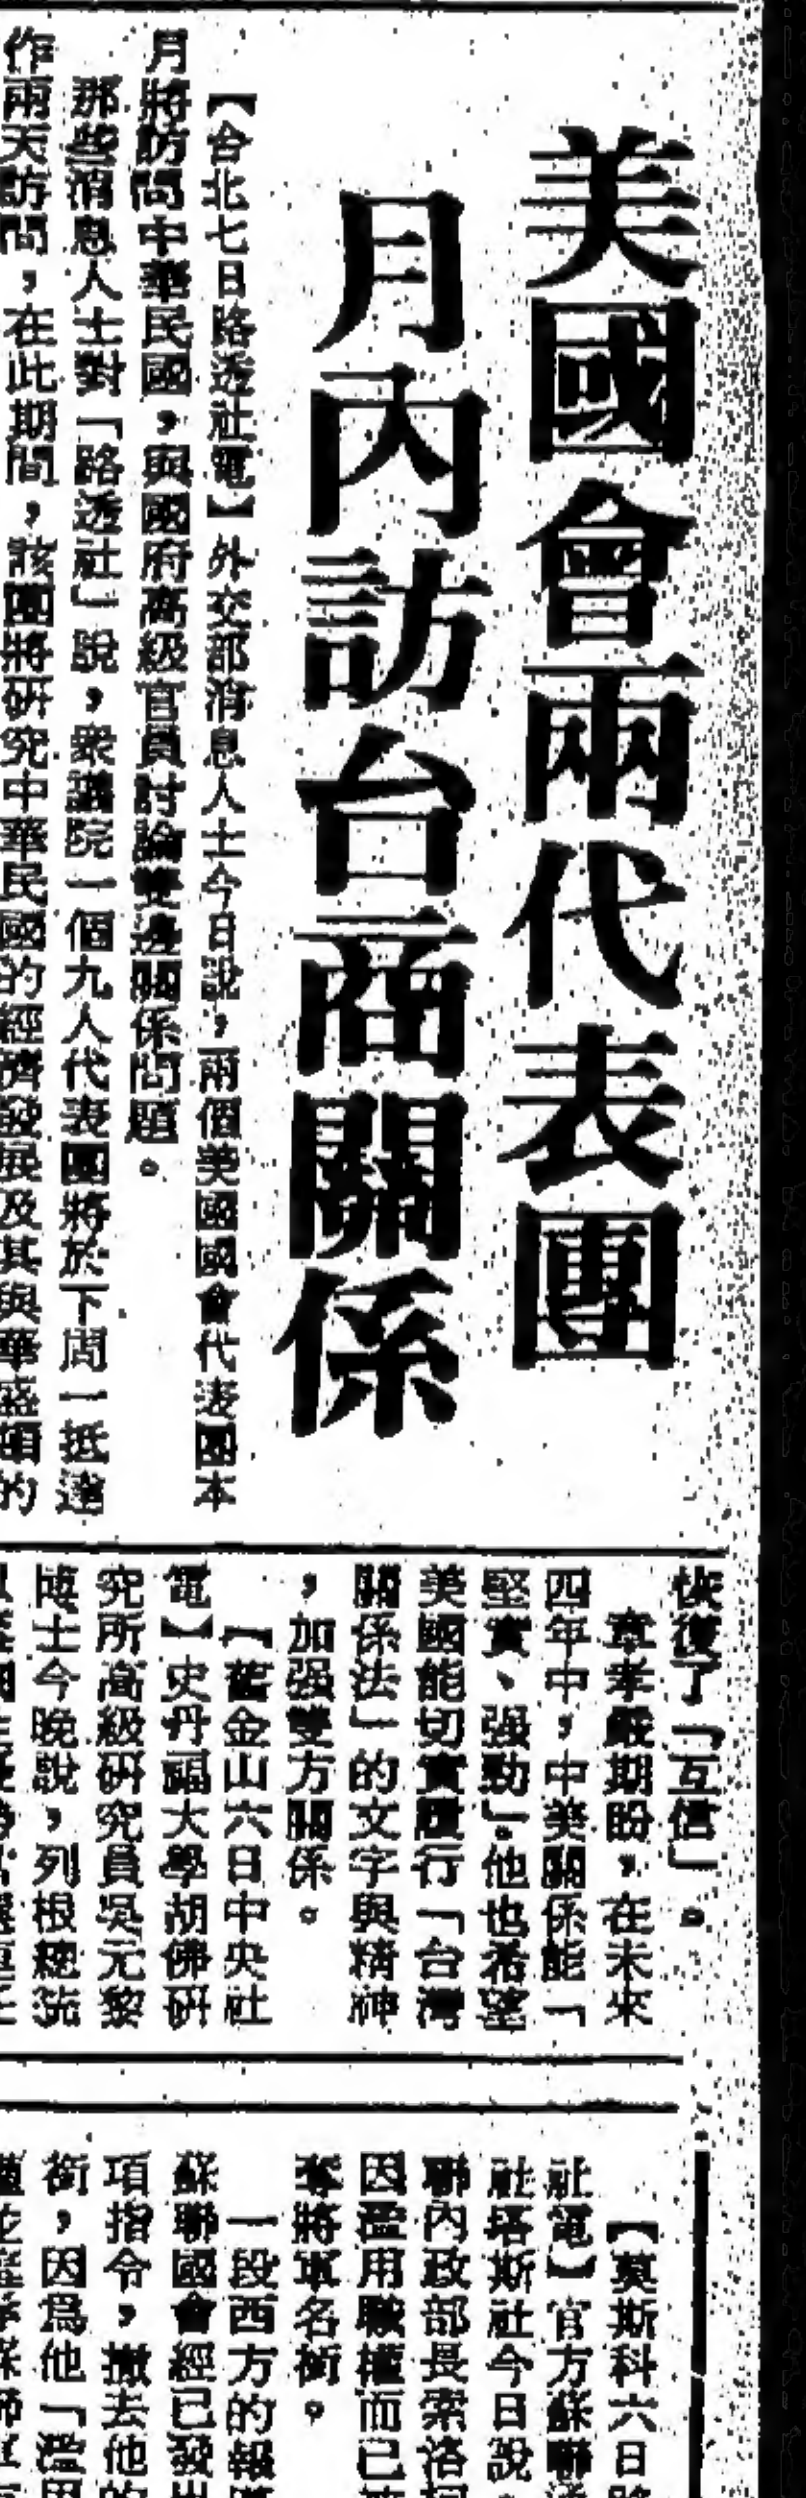 美國會兩代表團
月內訪台商關係
【台北七日路透社電】外交部消息人士今日說，兩個美國國會代表團本
月將訪問中華民國，與國府高級官員討論雙邊關係問題。
那些消息人士對「路透社」說，衆議院一個九人代表團將於下周一抵達
作兩天訪問，在此期間，該團將研究中華民國的經濟發展及其與華盛頓的
恢復了「互信」。
章孝嚴期盼，在未來
四年中，中美關係能「
堅實、强勁」。他也希望
美國能切實履行「台灣
關係法」的文字與精神
，加强雙方關係。
【舊金山六日中央社
電】史丹福大學胡佛研
究所高級研究員吳元黎
博士今晚說，列根總統
【莫斯科六日路
社電】官方蘇聯通
社塔斯社今日說，
聯內政部長索洛柯
因濫用職權而已被
奪將軍名銜。
一段西方的報導
蘇聯國會經已發出
項指令，撤去他的
銜，因爲他「濫用